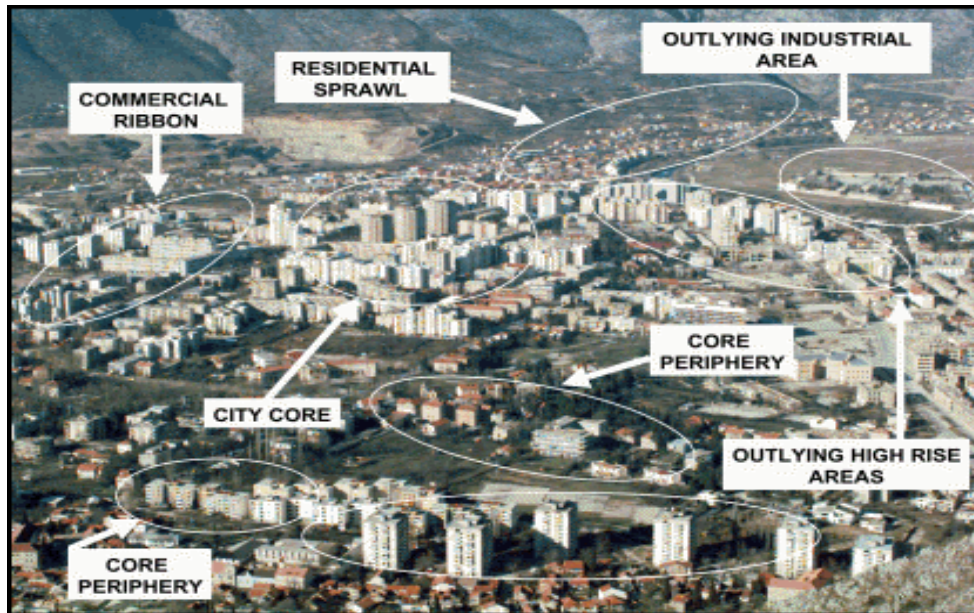 OUTLYING INDUSTRIAL
AREA
RESIDENTIAL
SPRAWL
COMMERCIAL
RIBBON
CORE
PERIPHERY
CITY CORE
OUTLYING HIGH RISE
AREAS
CORE
PERIPHERY